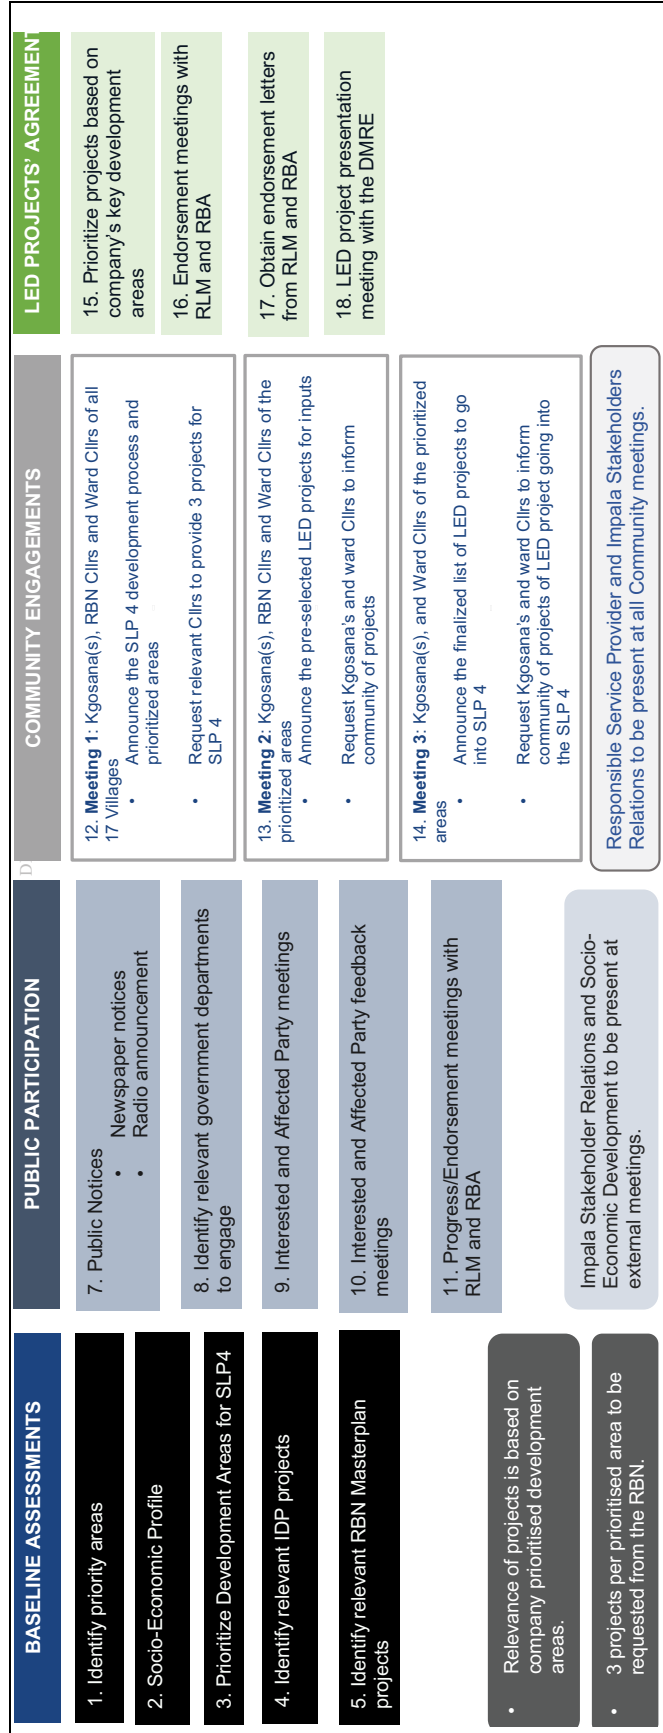 BASELINE ASSESSMENTS
1. Identify priority areas
2. Socio-Economic Profile
3. Prioritize Development Areas for SLP4
4. Identify relevant IDP projects
5. Identify relevant RBN Masterplan
projects
• Relevance of projects is based on
company prioritised development
areas.
• 3 projects per prioritised area to be
requested from the RBN.
PUBLIC PARTICIPATION
7. Public Notices
• Newspaper notices
• Radio announcement
8. Identify relevant government departments
to engage
9. Interested and Affected Party meetings
10. Interested and Affected Party feedback
meetings
11. Progress/Endorsement meetings with
RLM and RBA
Impala Stakeholder Relations and Socio-
Economic Development to be present at
external meetings.
D
COMMUNITY ENGAGEMENTS
12. Meeting 1: Kgosana(s), RBN Cllrs and Ward Cllrs of all
17 Villages
• Announce the SLP 4 development process and
prioritized areas
• Request relevant Cllrs to provide 3 projects for
SLP 4
13. Meeting 2: Kgosana(s), RBN Cllrs and Ward Cllrs of the
prioritized areas
• Announce the pre-selected LED projects for inputs
• Request Kgosana's and ward Cllrs to inform
community of projects
14. Meeting 3: Kgosana(s), and Ward Cllrs of the prioritized
areas
• Announce the finalized list of LED projects to go
into SLP 4
• Request Kgosana's and ward Cllrs to inform
community of projects of LED project going into
the SLP 4
Responsible Service Provider and Impala Stakeholders
Relations to be present at all Community meetings.
LED PROJECTS' AGREEMENT
15. Prioritize projects based on
company's key development
areas
16. Endorsement meetings with
RLM and RBA
17. Obtain endorsement letters
from RLM and RBA
18. LED project presentation
meeting with the DMRE